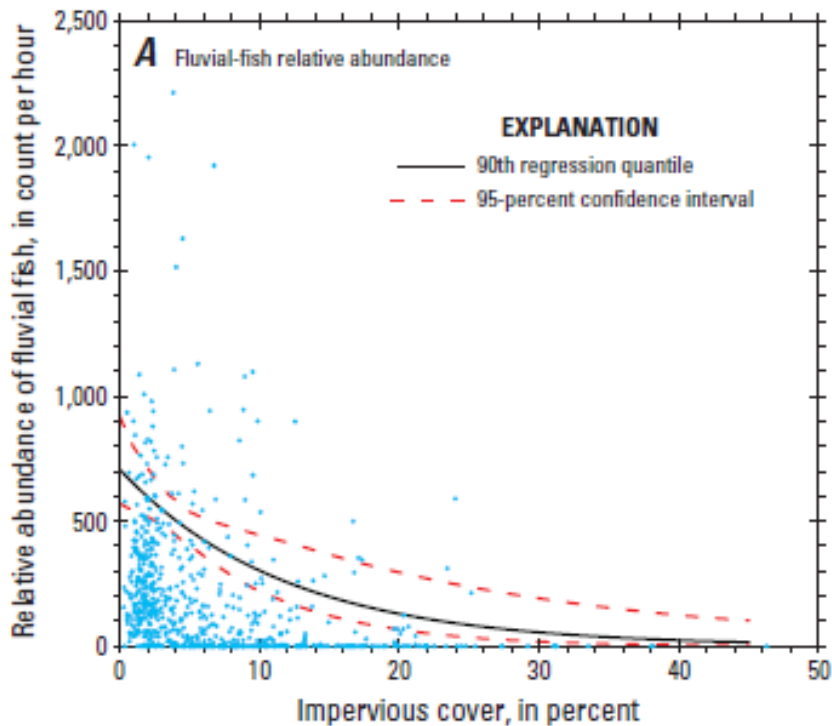 A Fluvial-fish relative abundance
EXPLANATION
90th regression quantile
95-percent confidence interval
Relative abundance of fluvial fish, in count per hour
2,500
2,000
1,500
1,000
500
0
0 10 20 30 40 50
Impervious cover, in percent